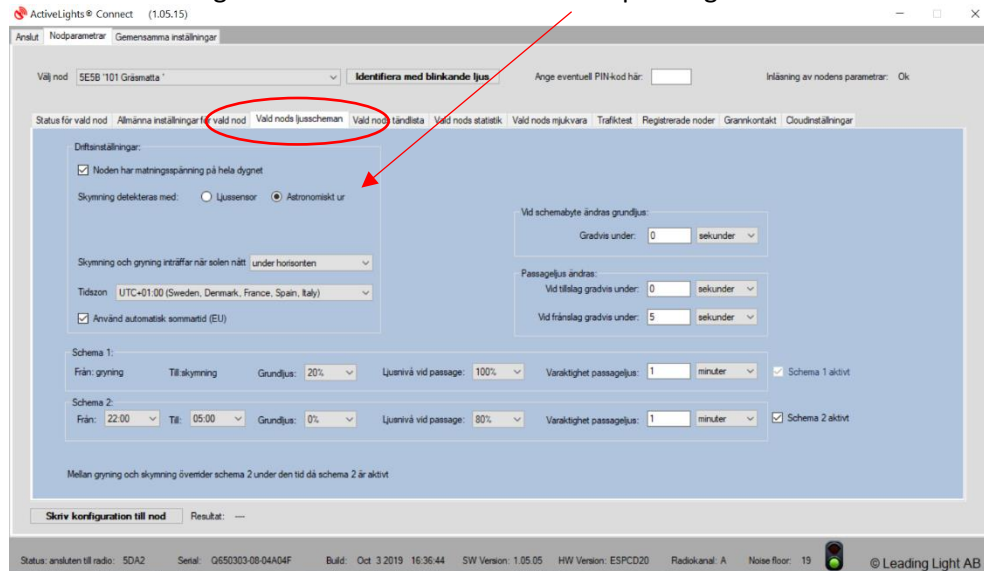 ActiveLights® Connect (1.05.15)
Anslut Nodparametrar Gemensamma inställningar
Välj nod 5E5B '101 Gräsmatta ' Identifiera med blinkande ljus Ange eventuell PIN-kod här: Inläsning av nodens parametrar: Ok
Status för vald nod Allmänna inställningar för vald nod Vald nods ljusscheman Vald nods tändlista Vald nods statistik Vald nods mjukvara Trafiktest Registrerade noder Grannkontakt Cloudinställningar
Driftsinställningar:
Noden har matningsspänning på hela dygnet
Skymning detekteras med: Ljussensor Astronomiskt ur
Vid schemabyte ändras grundljus:
Gradvis under: 0 sekunder
Skymning och gryning inträffar när solen nått under horisonten
Passageljus ändras:
Vid tillslag gradvis under: 0 sekunder
Tidszon UTC+01:00 (Sweden, Denmark, France, Spain, Italy)
Vid frånslag gradvis under: 5 sekunder
Använd automatisk sommartid (EU)
Schema 1:
Från: gryning Till:skymning Grundljus: 20% Ljusnivå vid passage: 100% Varaktighet passageljus: 1 minuter Schema 1 aktivt
Schema 2:
Från: 22:00 Till: 05:00 Grundljus: 0% Ljusnivå vid passage: 80% Varaktighet passageljus: 1 minuter Schema 2 aktivt
Mellan gryning och skymning överrider schema 2 under den tid då schema 2 är aktivt
Skriv konfiguration till nod Resultat: ---
Status: ansluten till radio: 5DA2 Serial: Q650303-08-04A04F Build: Oct 3 2019 16:36:44 SW Version: 1.05.05 HW Version: ESPCD20 Radiokanal: A Noise floor: 19 © Leading Light AB